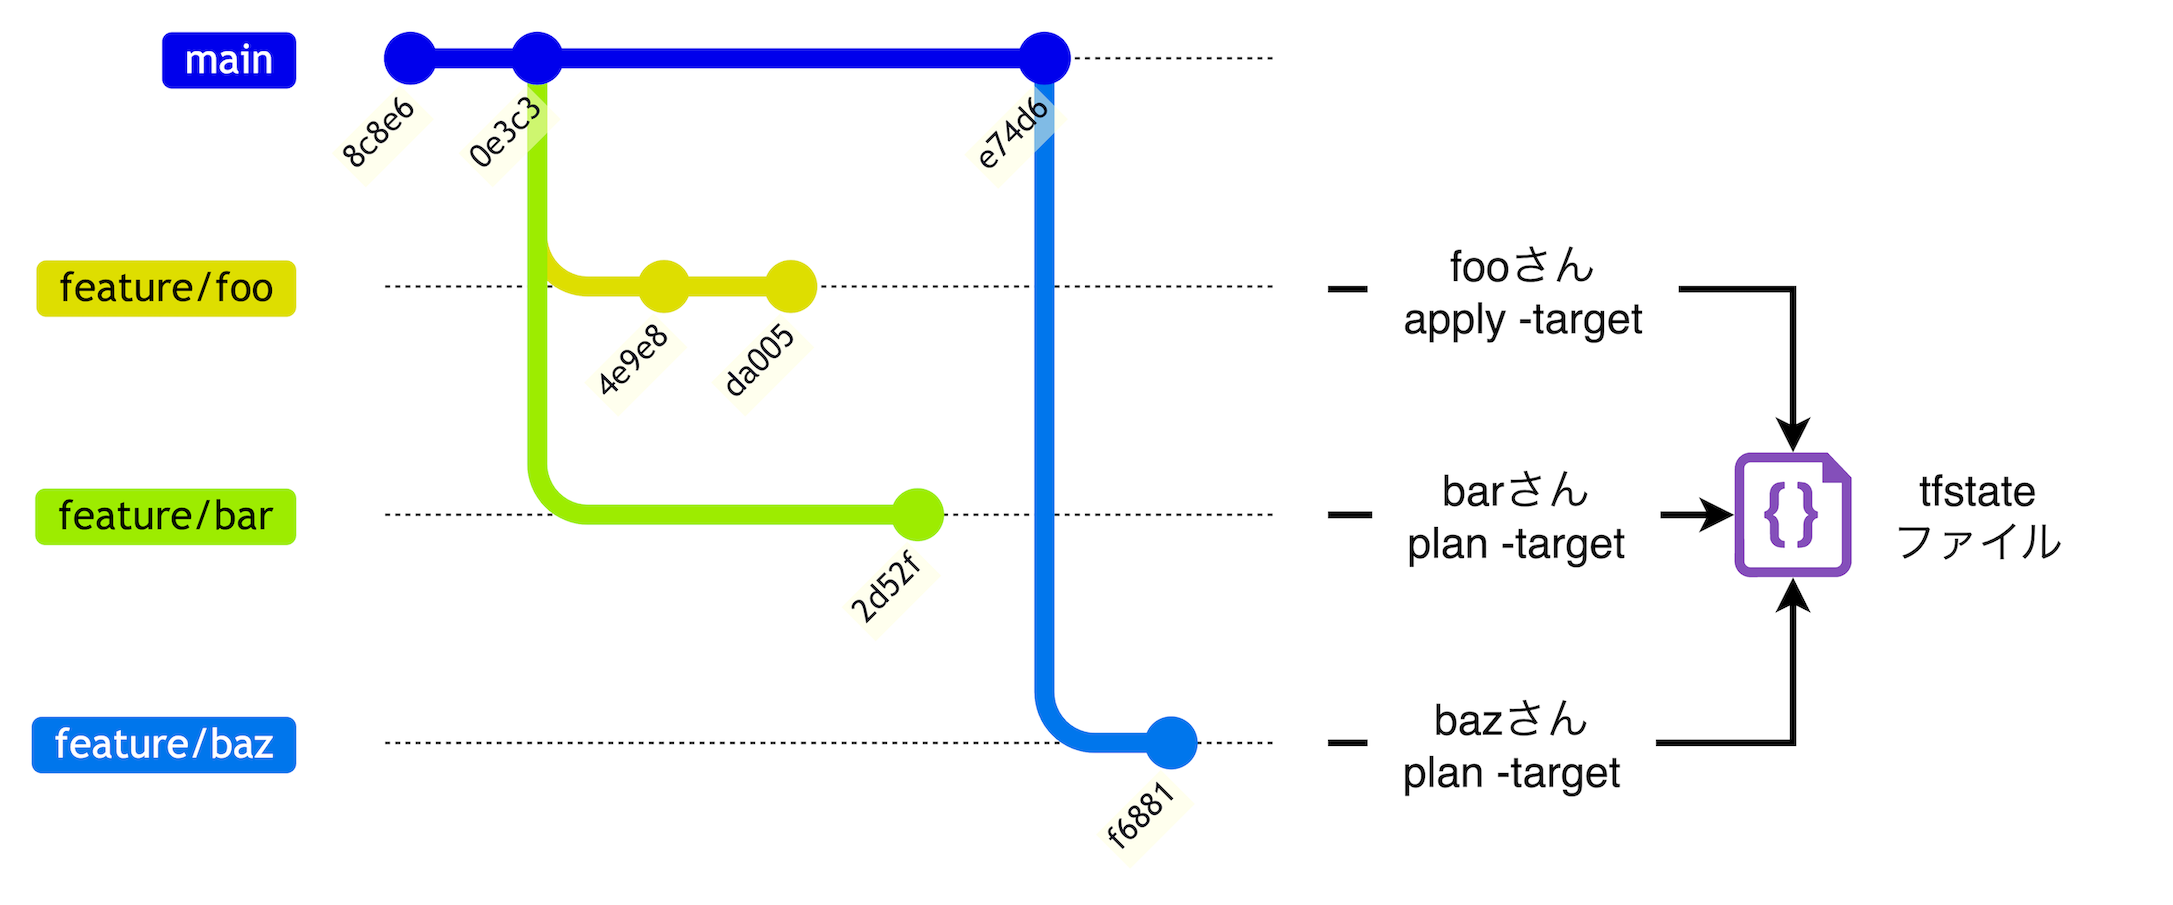 main
8c8e6
0e3c3
e74d6
feature/foo
4e9e8
da005
fooさん
apply -target
feature/bar
2d52f
barさん
plan -target
{}
tfstate
ファイル
feature/baz
f6881
bazさん
plan -target